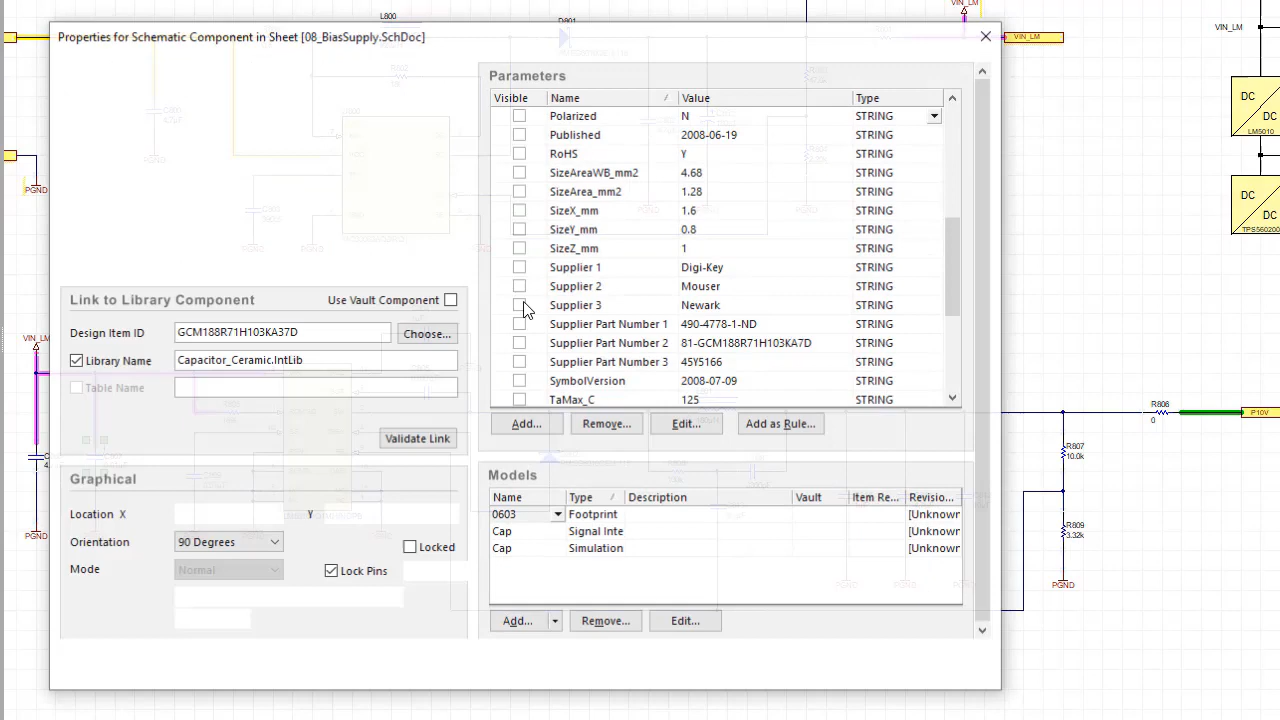 L800
D801
VIN_LM
VIN_LM
VIN_LM
Properties for Schematic Component in Sheet [08_BiasSupply.SchDoc]
Parameters
Visible Name Value Type
Polarized N STRING
Published 2008-06-19 STRING
RoHS Y STRING
SizeAreaWB_mm2 4.68 STRING
SizeArea_mm2 1.28 STRING
SizeX_mm 1.6 STRING
SizeY_mm 0.8 STRING
SizeZ_mm 1 STRING
Supplier 1 Digi-Key STRING
Supplier 2 Mouser STRING
Supplier 3 Newark STRING
Supplier Part Number 1 490-4778-1-ND STRING
Supplier Part Number 2 81-GCM188R71H103KA7D STRING
Supplier Part Number 3 45Y5166 STRING
SymbolVersion 2008-07-09 STRING
TaMax_C 125 STRING
Add... Remove... Edit... Add as Rule...
Link to Library Component Use Vault Component
Design Item ID GCM188R71H103KA37D Choose...
Library Name Capacitor_Ceramic.IntLib
Table Name
Validate Link
Graphical
Location X Y
Orientation 90 Degrees Locked
Mode Normal Lock Pins
Models
Name Type Description Vault Item Re... Revisio...
0603 Footprint [Unknown
Cap Signal Inte [Unknown
Cap Simulation [Unknown
Add... Remove... Edit...
PGND
VIN_LM
PGND
DC
DC
LM5010
DC
DC
TPS560200
R806
0
P10V
R807
10.0k
R809
3.32k
PGND